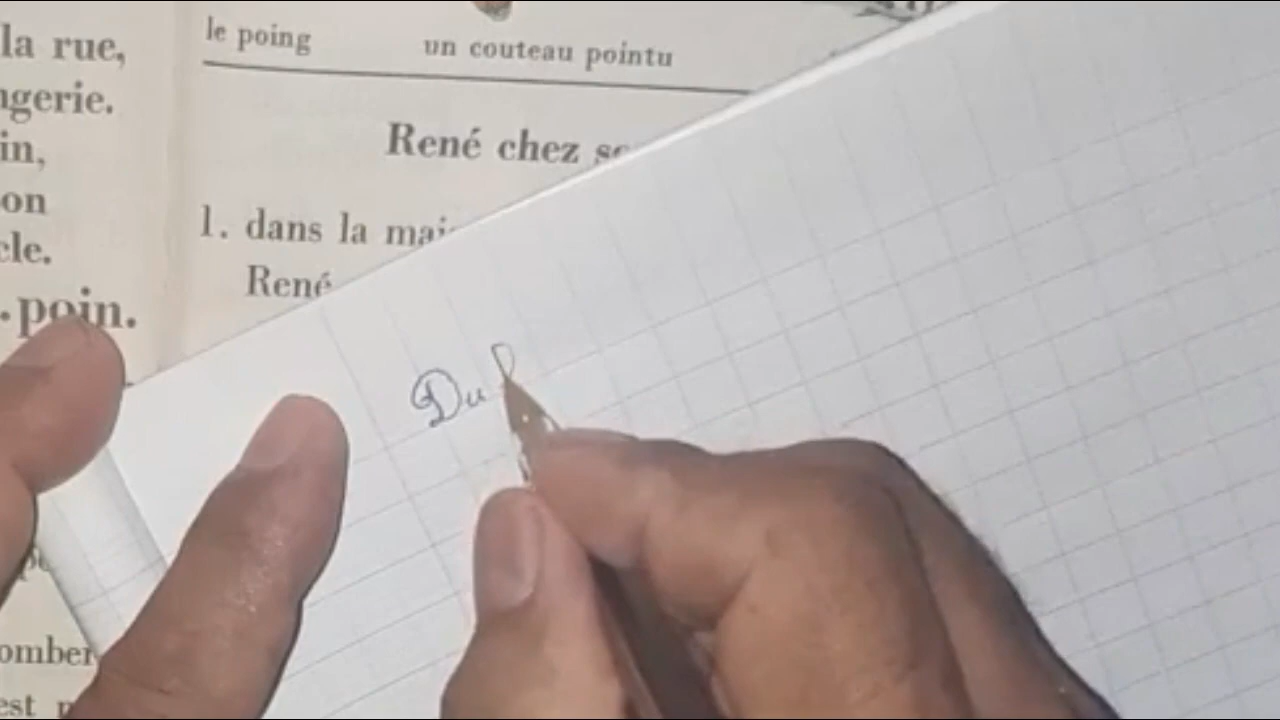 la rue,
ngerie.
in,
on
cle.
poin.
le poing
un couteau pointu
René chez
1. dans la mai
René
Du
omber
est